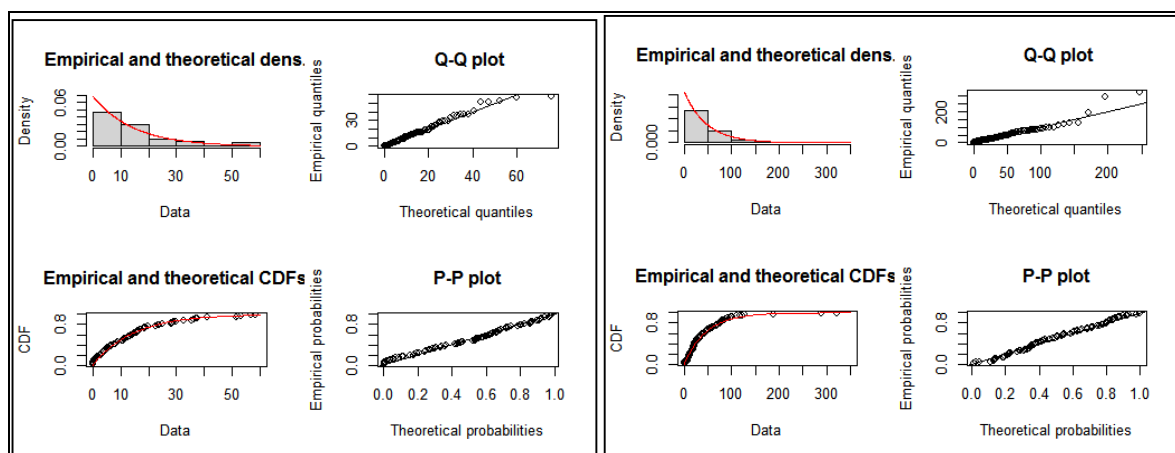 Empirical and theoretical dens.
Density
0.00 0.06
0 10 30 50
Data
Q-Q plot
Empirical quantiles
0 30
0 20 40 60
Theoretical quantiles
Empirical and theoretical CDFs
CDF
0.0 0.8
0 10 30 50
Data
P-P plot
Empirical probabilities
0.0 0.8
0.0 0.2 0.4 0.6 0.8 1.0
Theoretical probabilities
Empirical and theoretical dens.
Density
0.000
0 100 200 300
Data
Q-Q plot
Empirical quantiles
0 200
0 50 100 200
Theoretical quantiles
Empirical and theoretical CDFs
CDF
0.0 0.8
0 100 200 300
Data
P-P plot
Empirical probabilities
0.0 0.8
0.0 0.2 0.4 0.6 0.8 1.0
Theoretical probabilities